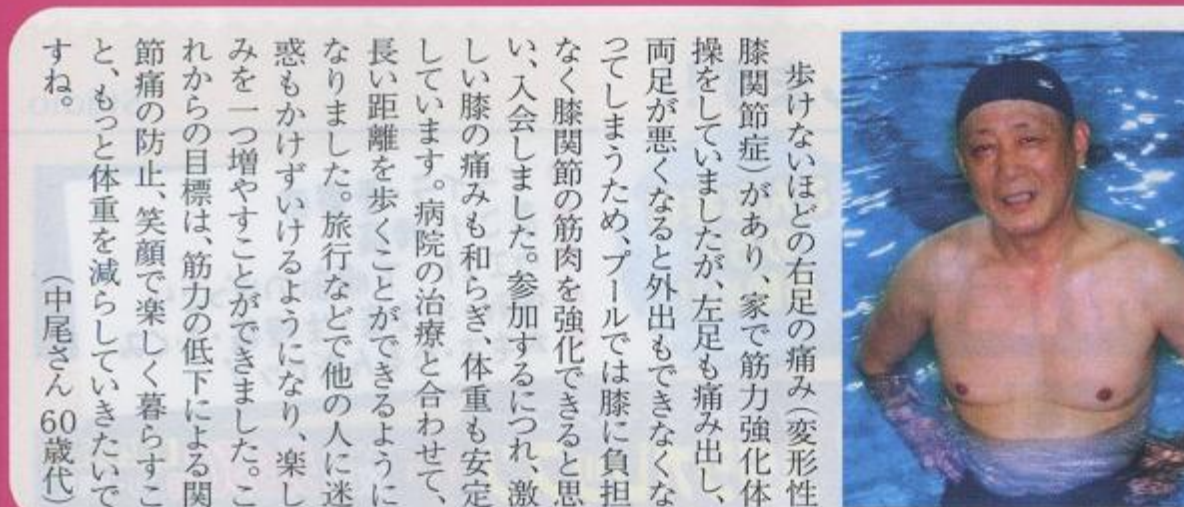 歩けないほどの右足の痛み(変形性
膝関節症)があり、家で筋力強化体
操をしていましたが、左足も痛み出し、
両足が悪くなると外出もできなくな
ってしまうため、プールでは膝に負担
なく膝関節の筋肉を強化できると思
い、入会しました。参加するにつれ、激
しい膝の痛みも和らぎ、体重も安定
しています。病院の治療と合わせて、
長い距離を歩くことができるように
なりました。旅行などで他の人に迷
惑もかけずいけるようになり、楽し
みを一つ増やすことができました。こ
れからの目標は、筋力の低下による関
節痛の防止、笑顔で楽しく暮らすこ
と、もっと体重を減らしていきたいで
すね。
(中尾さん 60歳代)